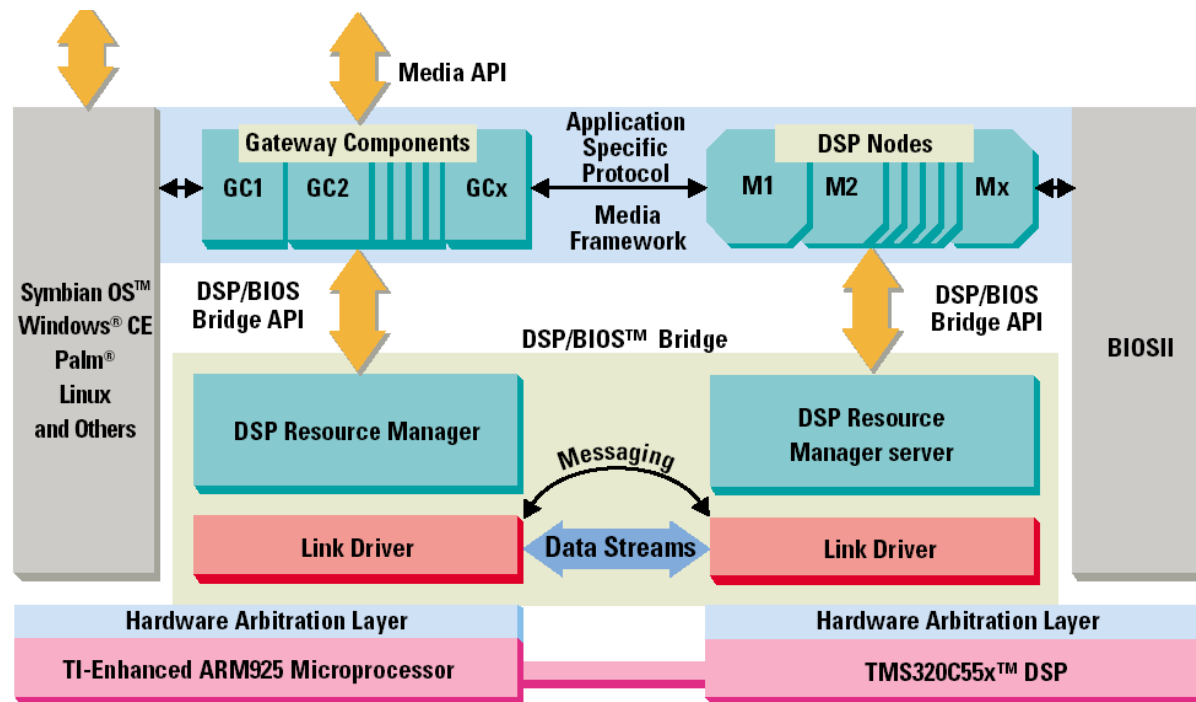 Media API
Gateway Components
GC1
GC2
GCx
Application
Specific
Protocol
Media
Framework
DSP Nodes
M1
M2
Mx
Symbian OS™
Windows® CE
Palm®
Linux
and Others
DSP/BIOS
Bridge API
DSP/BIOS™ Bridge
DSP/BIOS
Bridge API
BIOSII
DSP Resource Manager
DSP Resource
Manager server
Messaging
Link Driver
Data Streams
Link Driver
Hardware Arbitration Layer
Hardware Arbitration Layer
TI-Enhanced ARM925 Microprocessor
TMS320C55x™ DSP